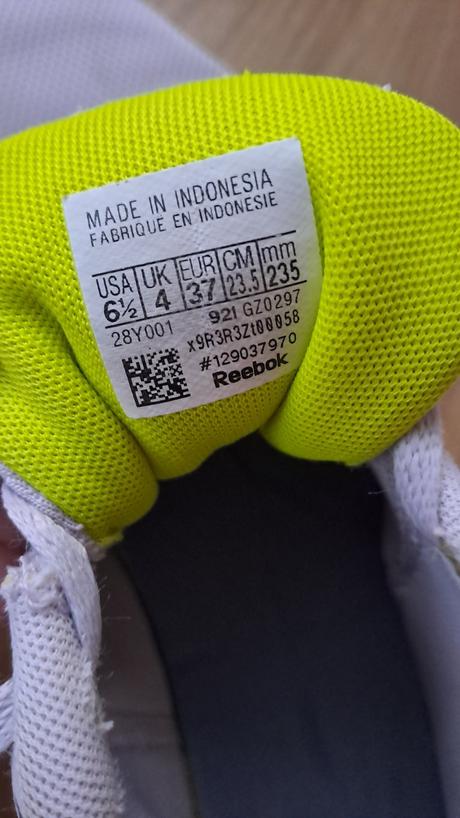 MADE IN INDONESIA
FABRIQUE EN INDONESIE
USA UK EUR CM mm
6½ 4 37 23.5 235
28Y001 921 GZ0297
x9R3R3Zt00058
#129037970
Reebok